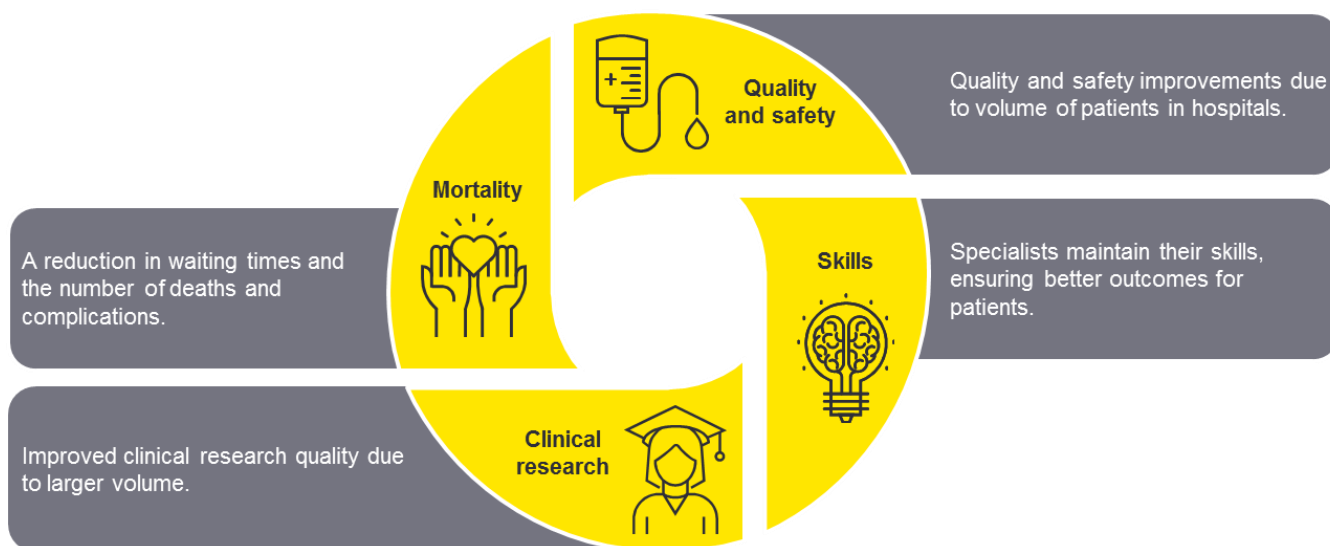 Quality
and safety
Quality and safety improvements due
to volume of patients in hospitals.
Mortality
A reduction in waiting times and
the number of deaths and
complications.
Skills
Specialists maintain their skills,
ensuring better outcomes for
patients.
Clinical
research
Improved clinical research quality due
to larger volume.